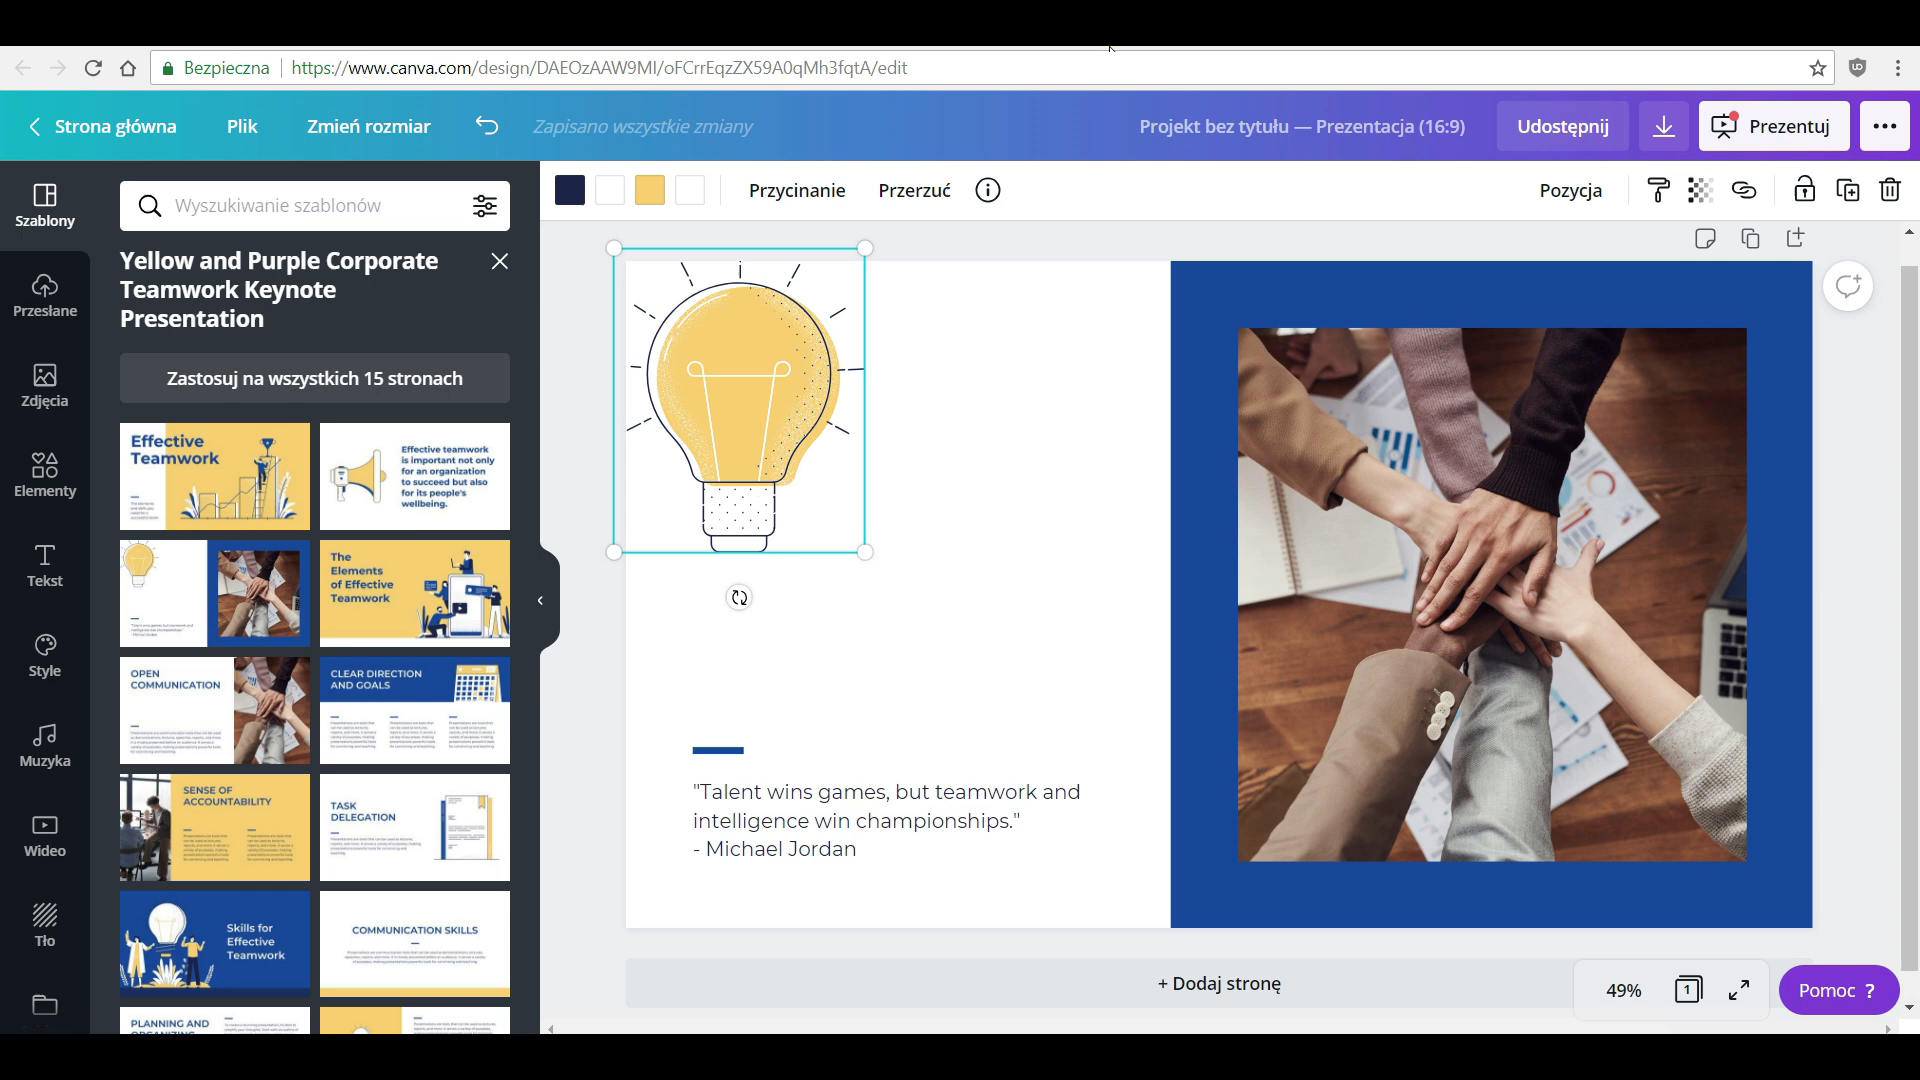 Bezpieczna
https://www.canva.com/design/DAEOzAAW9MI/oFCrrEqzZX59A0qMh3fqtA/edit
Strona główna
Plik
Zmień rozmiar
Zapisano wszystkie zmiany
Projekt bez tytułu — Prezentacja (16:9)
Udostępnij
Prezentuj
Szablony
Przesłane
Zdjęcia
Elementy
Tekst
Style
Muzyka
Wideo
Tło
Wyszukiwanie szablonów
Yellow and Purple Corporate
Teamwork Keynote
Presentation
Zastosuj na wszystkich 15 stronach
Effective
Teamwork
Effective teamwork
is important not only
for an organization
to succeed but also
for its people's
wellbeing.
The
Elements
of Effective
Teamwork
OPEN
COMMUNICATION
CLEAR DIRECTION
AND GOALS
SENSE OF
ACCOUNTABILITY
TASK
DELEGATION
Skills for
Effective
Teamwork
COMMUNICATION SKILLS
PLANNING AND
Przycinanie
Przerzuć
Pozycja
"Talent wins games, but teamwork and
intelligence win championships."
- Michael Jordan
+ Dodaj stronę
49%
1
Pomoc ?